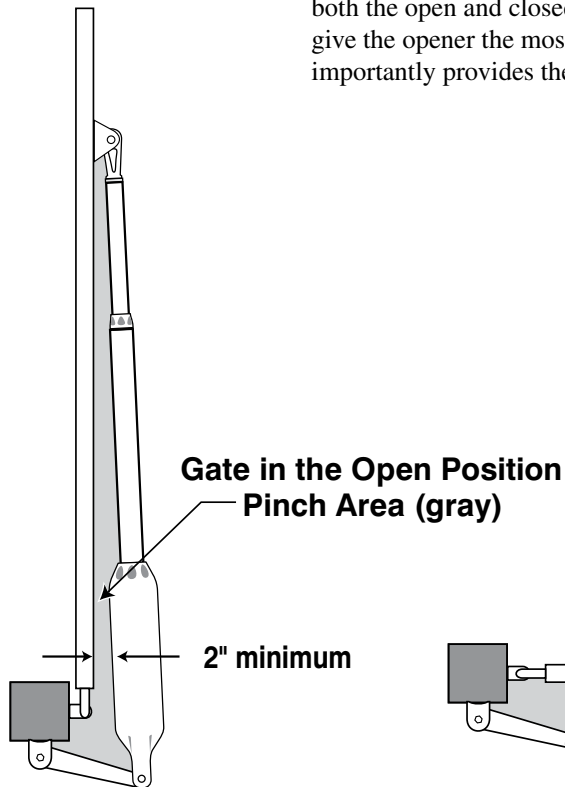 both the open and closed
give the opener the most
importantly provides the
Gate in the Open Position
Pinch Area (gray)
2" minimum